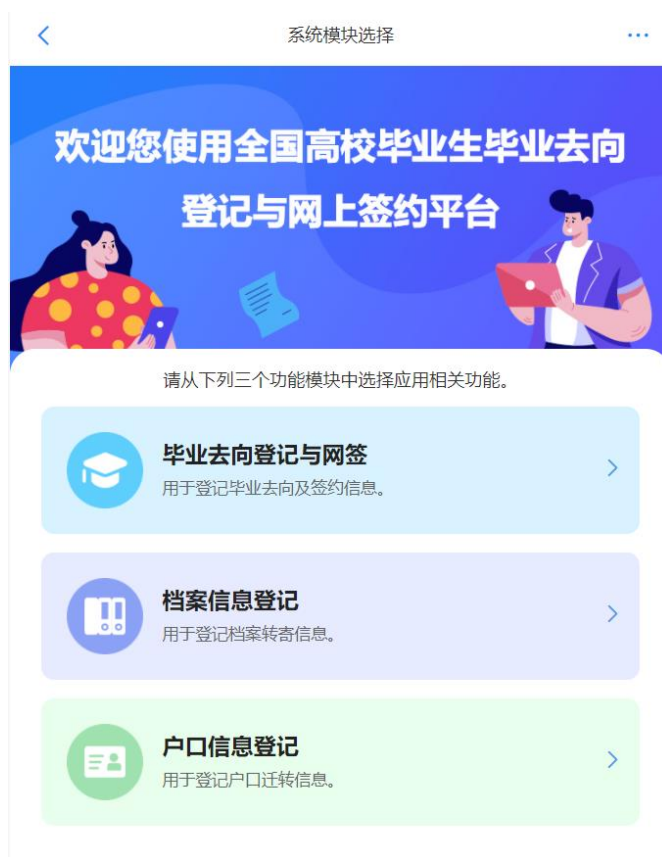 系统模块选择
欢迎您使用全国高校毕业生毕业去向
登记与网上签约平台
请从下列三个功能模块中选择应用相关功能。
毕业去向登记与网签
用于登记毕业去向及签约信息。
档案信息登记
用于登记档案转寄信息。
户口信息登记
用于登记户口迁转信息。